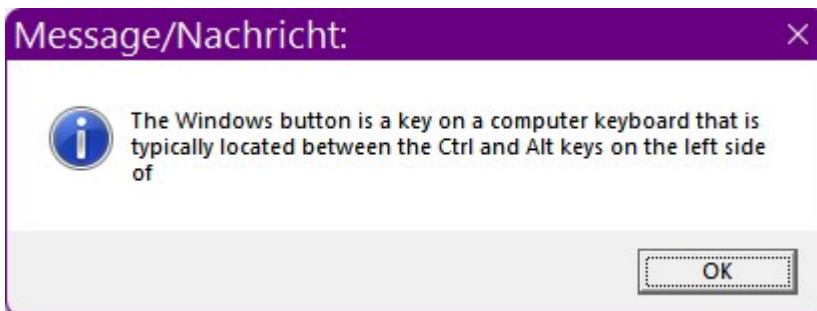 Message/Nachricht:
The Windows button is a key on a computer keyboard that is
typically located between the Ctrl and Alt keys on the left side
of
OK